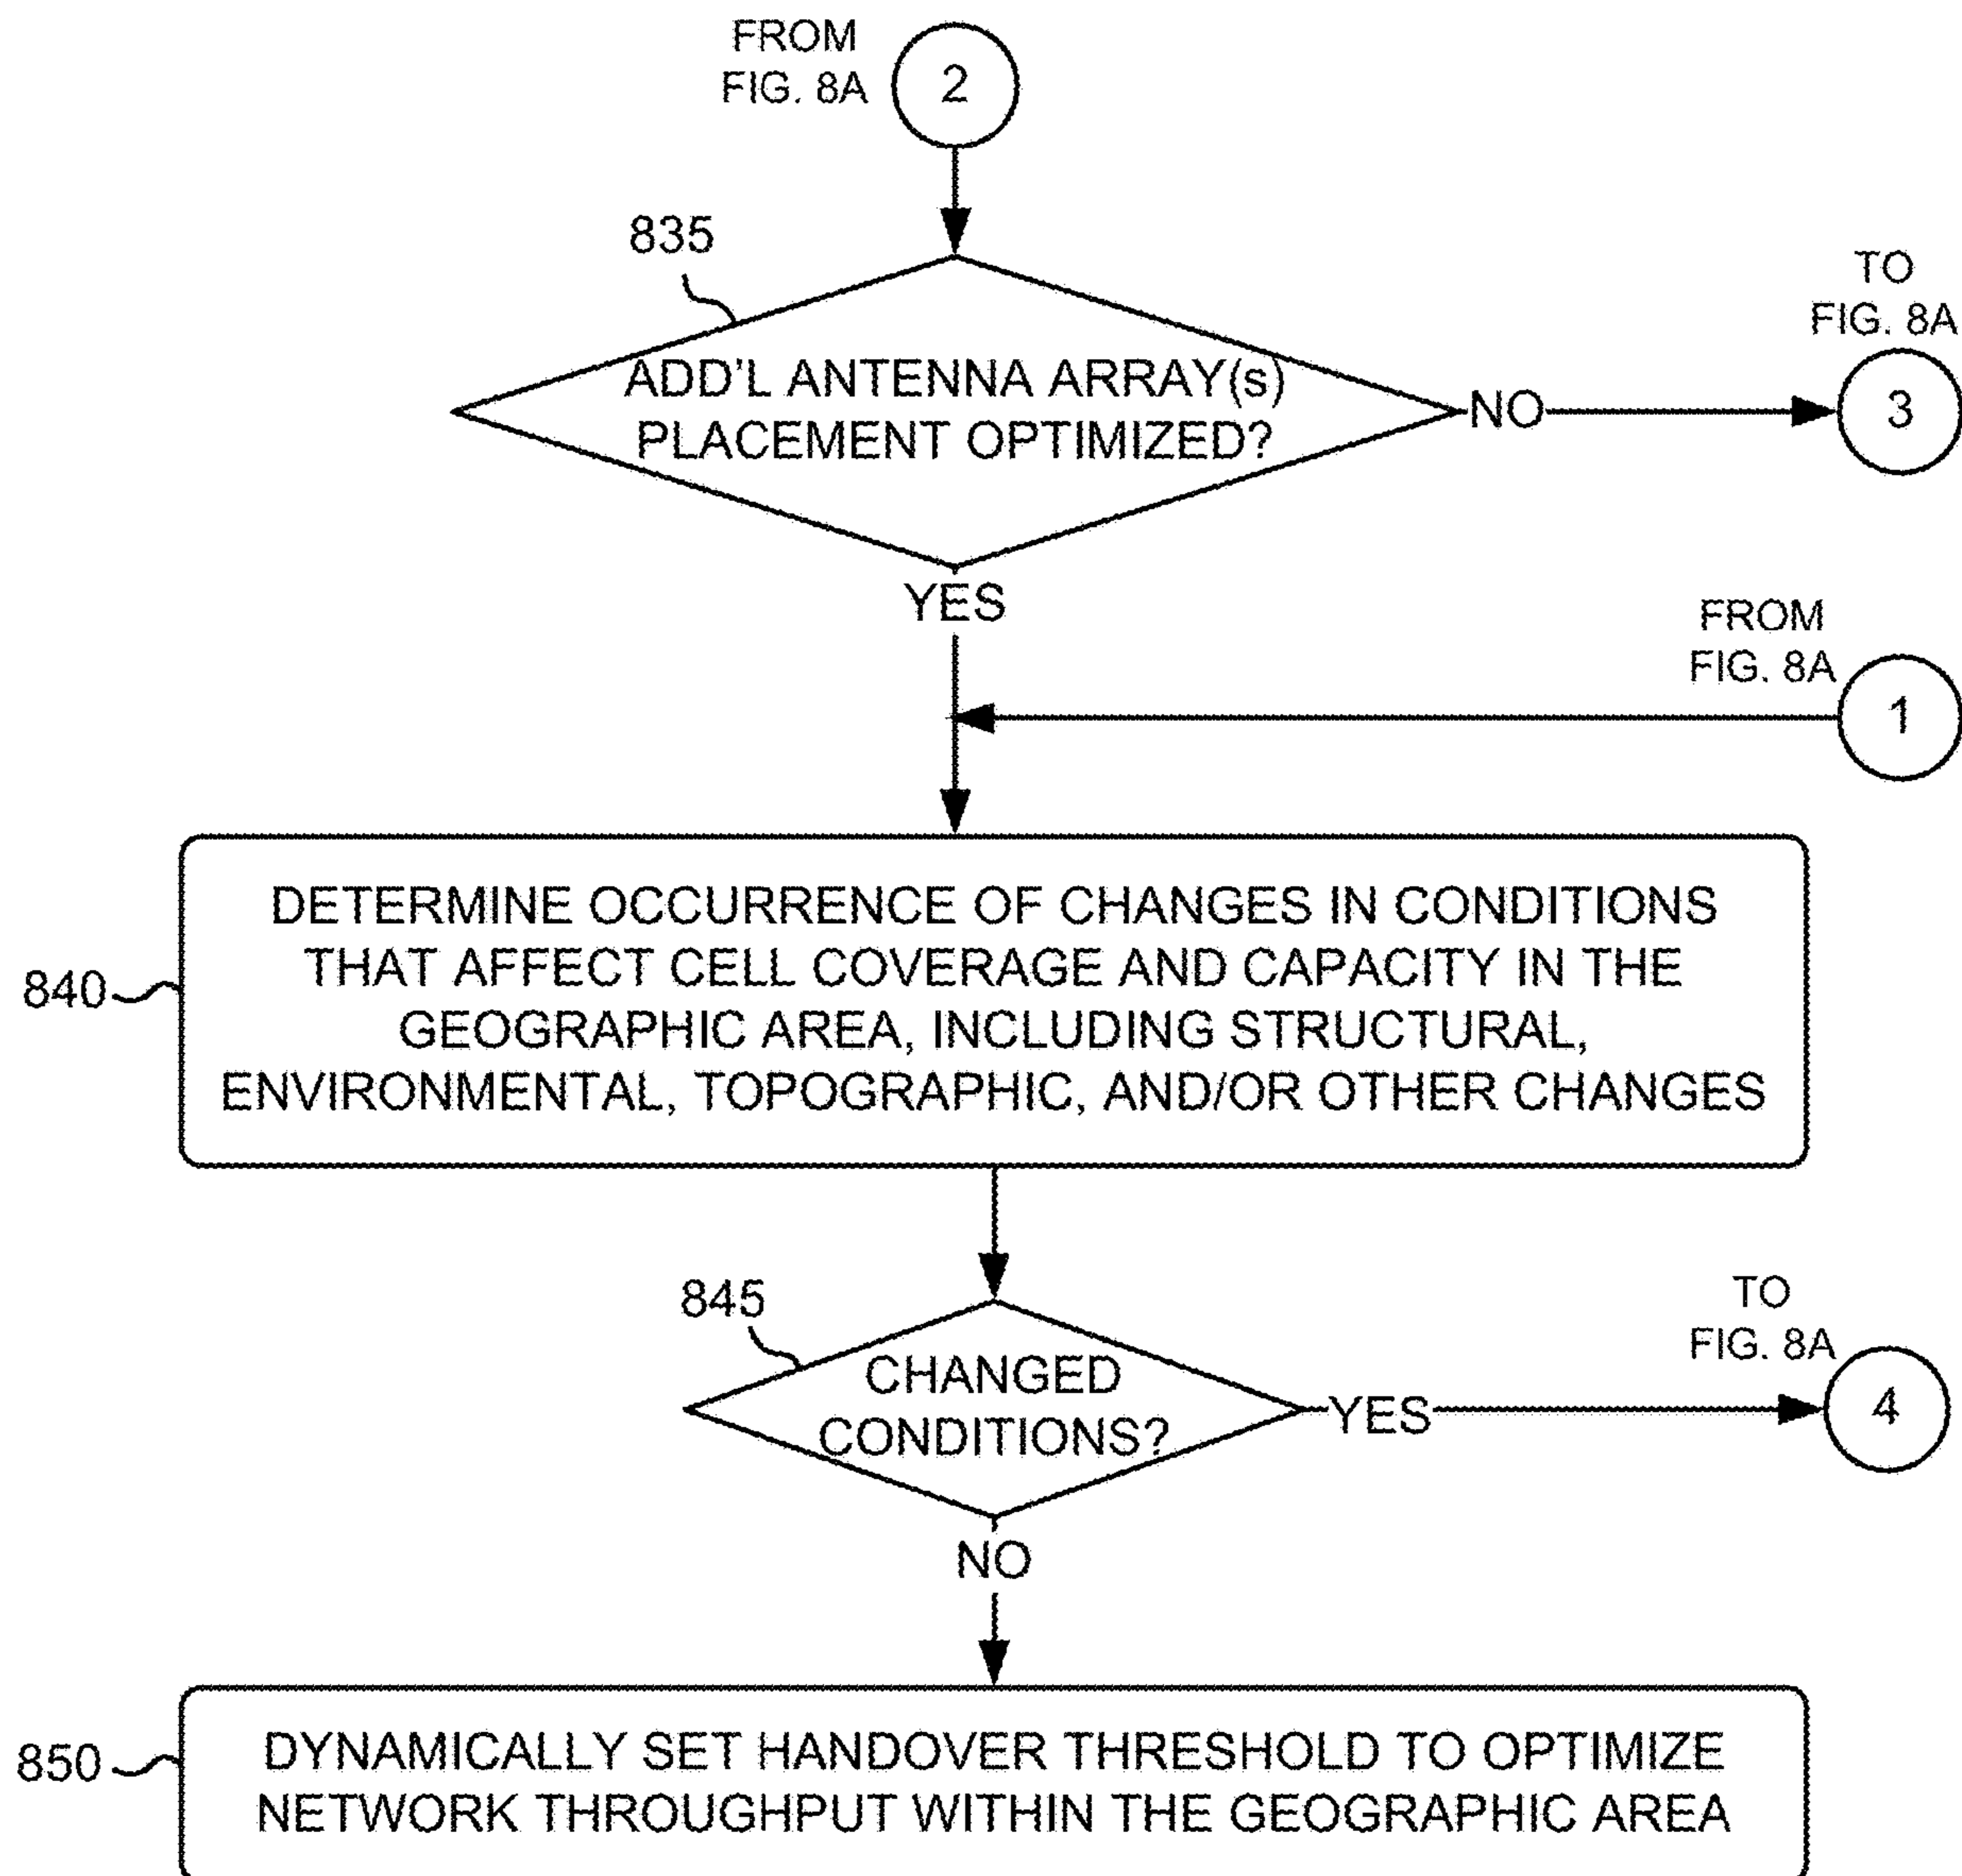 FROM
FIG. 8A
2
835
ADD'L ANTENNA ARRAY(s)
PLACEMENT OPTIMIZED?
NO
TO
FIG. 8A
3
YES
FROM
FIG. 8A
1
840
DETERMINE OCCURRENCE OF CHANGES IN CONDITIONS
THAT AFFECT CELL COVERAGE AND CAPACITY IN THE
GEOGRAPHIC AREA, INCLUDING STRUCTURAL,
ENVIRONMENTAL, TOPOGRAPHIC, AND/OR OTHER CHANGES
845
CHANGED
CONDITIONS?
YES
TO
FIG. 8A
4
NO
850
DYNAMICALLY SET HANDOVER THRESHOLD TO OPTIMIZE
NETWORK THROUGHPUT WITHIN THE GEOGRAPHIC AREA